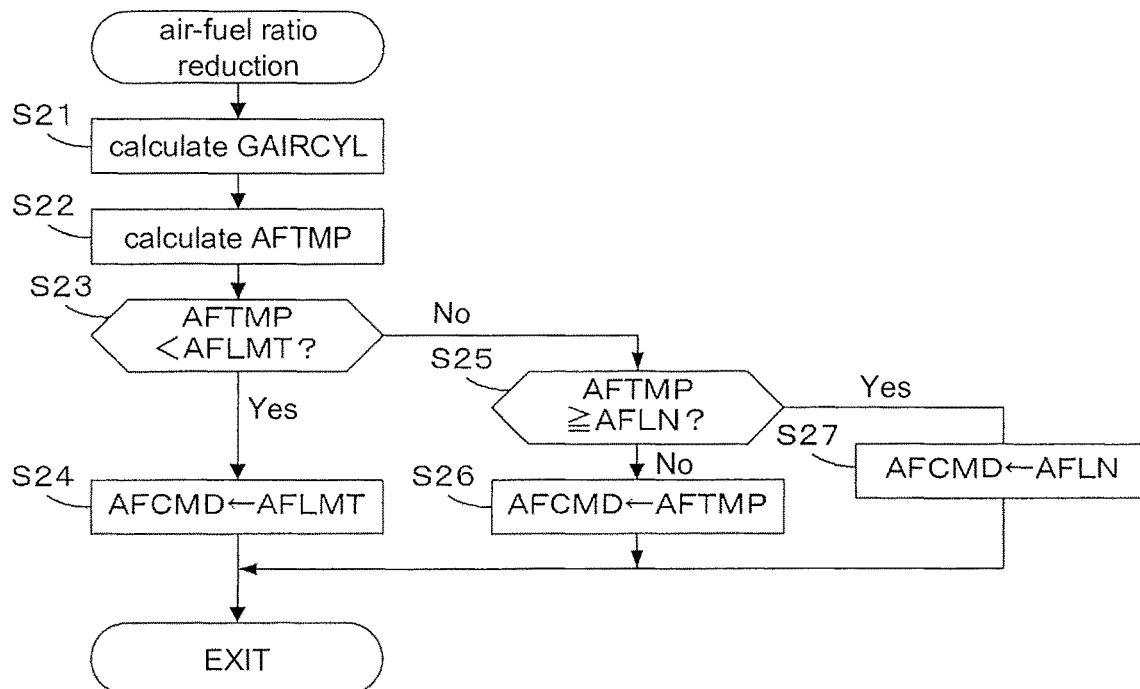 air-fuel ratio
reduction
S21
calculate GAIRCYL
S22
calculate AFTMP
S23
AFTMP
<AFLMT?
No
Yes
S25
AFTMP
≧AFLN?
Yes
No
S24
AFCMD←AFLMT
S26
AFCMD←AFTMP
S27
AFCMD←AFLN
EXIT